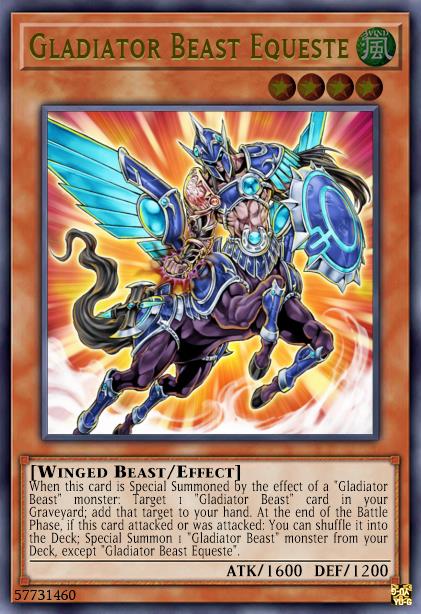 Gladiator Beast Equeste
WIND
風
[Winged Beast/Effect]
When this card is Special Summoned by the effect of a "Gladiator
Beast" monster: Target 1 "Gladiator Beast" card in your
Graveyard; add that target to your hand. At the end of the Battle
Phase, if this card attacked or was attacked: You can shuffle it into
the Deck; Special Summon 1 "Gladiator Beast" monster from your
Deck, except "Gladiator Beast Equeste".
ATK/1600 DEF/1200
57731460